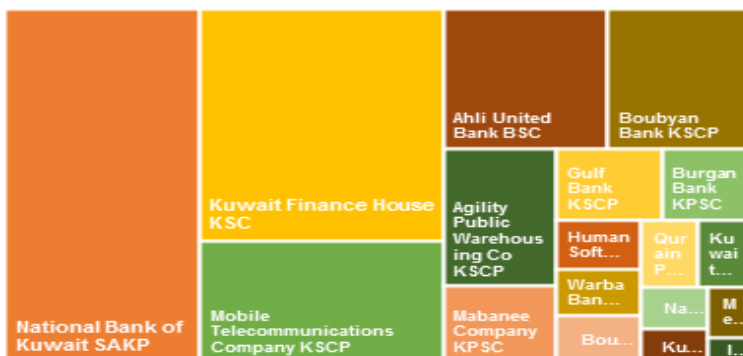 National Bank of
Kuwait SAKP
Kuwait Finance House
KSC
Mobile
Telecommunications
Company KSCP
Ahli United
Bank BSC
Boubyan
Bank KSCP
Agility
Public
Warehous
ing Co
KSCP
Mabanee
Company
KPSC
Gulf
Bank
KSCP
Burgan
Bank
KPSC
Human
Soft...
Qur
ain
P...
Ku
wai
t...
Warba
Ban...
Bou...
Na...
M
e...
Ku...